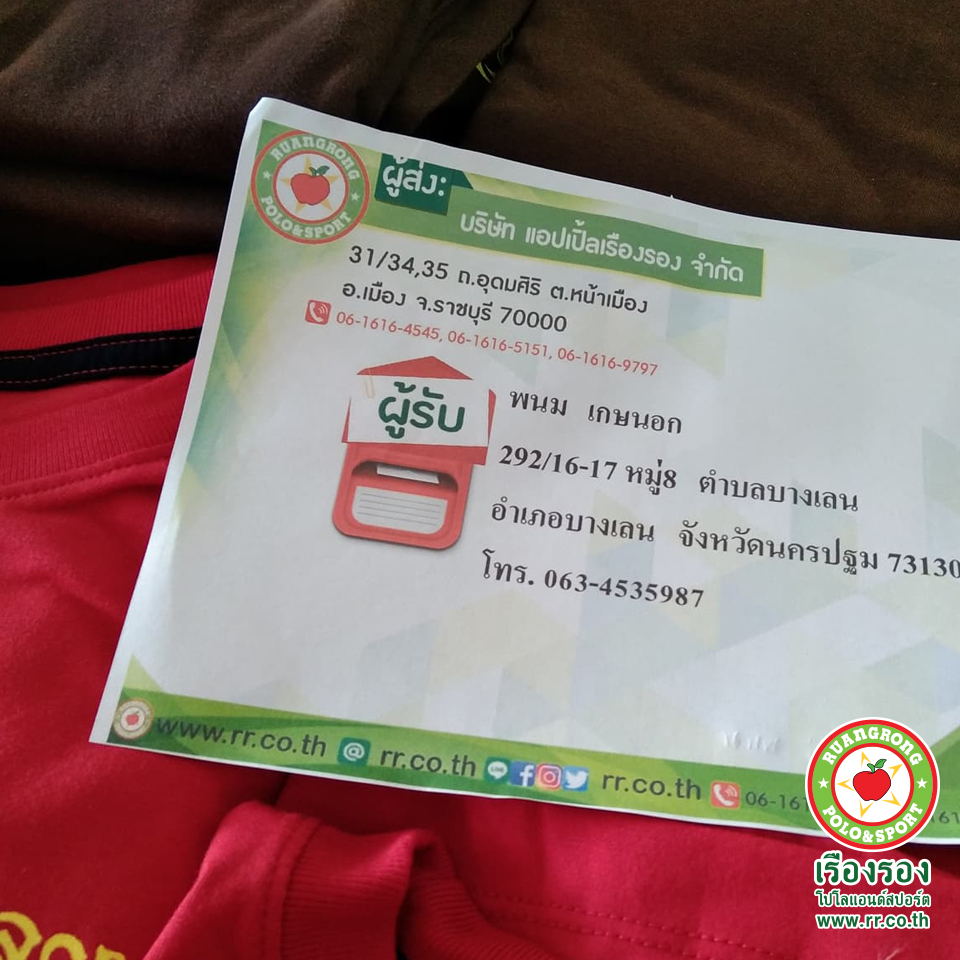 RUANGRONG
POLO&SPORT
ผู้ส่ง:
บริษัท แอปเปิ้ลเรืองรอง จำกัด
31/34,35 ถ.อุดมศิริ ต.หน้าเมือง
อ.เมือง จ.ราชบุรี 70000
06-1616-4545, 06-1616-5151, 06-1616-9797
ผู้รับ
พนม เกษนอก
292/16-17 หมู่8 ตำบลบางเลน
อำเภอบางเลน จังหวัดนครปฐม 73130
โทร. 063-4535987
www.rr.co.th @ rr.co.th LINE rr.co.th 06-161
RUANGRONG
POLO&SPORT
เรืองรอง
โปโลแอนด์สปอร์ต
www.rr.co.th